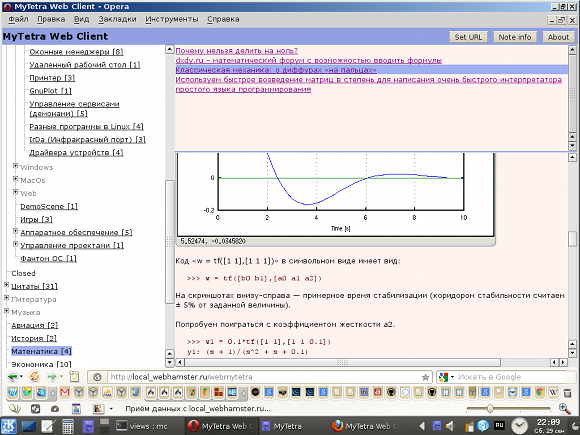 MyTetra Web Client - Opera
Файл Правка Вид Закладки Инструменты Справка
MyTetra Web Client
Set URL Note info About
Оконные менеджеры [8]
Удаленный рабочий стол [1]
Принтер [3]
GnuPlot [1]
Управление сервисами
(демонами) [5]
Разные программы в Linux [4]
IrDa (Инфракрасный порт) [3]
Драйвера устройств [4]
Windows
MacOs
Web
DemoScene [1]
Игры [3]
Аппаратное обеспечение [5]
Управление проектами [1]
Фантом ОС [1]
Closed
Цитаты [31]
Литература
Музыка
Авиация [2]
История [2]
Математика [4]
Экономика [10]
Почему нельзя делить на ноль?
dxdy.ru - математический форум с возможностью вводить формулы
Классическая механика: о диффурах «на пальцах»
Используем быстрое возведение матриц в степень для написания очень быстрого интерпретатора
простого языка программирования
0
-0.2
0 2 4 6 8 10
Time [s]
5.52474, -0.0345820
Код «w = tf([1 1],[1 1 1])» в символьном виде имеет вид:
>>> w = tf([b0 b1],[a0 a1 a2])
На скриншотах внизу-справа — примерное время стабилизации (коридором стабильности считаем
± 5% от заданной величины).
Попробуем поиграться с коэффициентом жесткости a2.
>>> w1 = 0.1*tf([1 1],[1 1 0.1])
y1: (s + 1)/(s^2 + s + 0.1)
http://local_webhamster.ru/webmytetra
Искать в Google
Приём данных с local_webhamster.ru...
views : mc
MyTetra Web Client
MyTetra
MyTetra Web Client
22:09
Сб, 29 сен